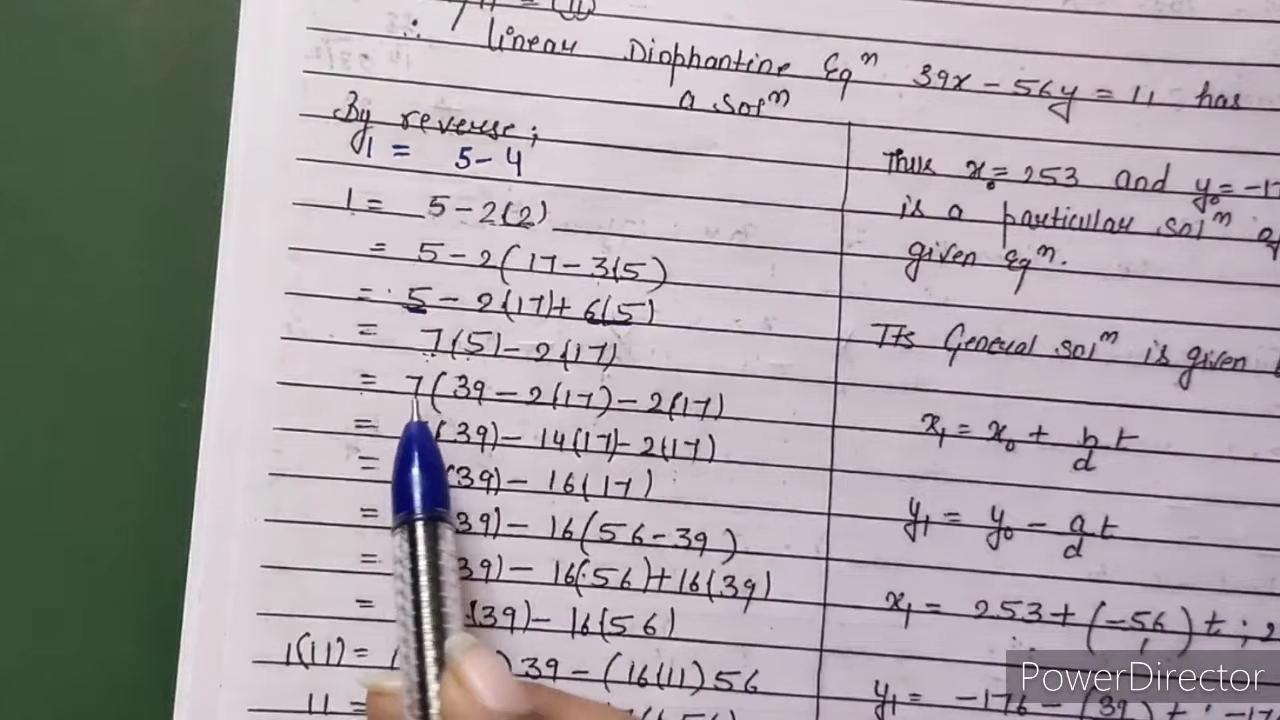 ∴ linear Diophantine Eqⁿ 39x - 56y = 11 has
a solⁿ
By reverse;
1 = 5-4
1 = 5-2(2)
= 5-2(17-3(5)
= 5 - 2(17)+ 6(5)
= 7(5) - 2(17)
= 7(39 - 2(17) - 2(17)
= (39) - 14(17) - 2(17)
= (39) - 16(17)
= 39) - 16(56-39)
= 39) - 16(56)+16(39)
= (39) - 16(56)
1(11) = ) 39 - (16(11) 56
11 =
Thus x₀ = 253 and y₀ = -17
is a particular solⁿ
given Eqⁿ.
Its General solⁿ is given
x₁ = x₀ + b/d t
y₁ = y₀ - a/d t
x₁ = 253 + (-56) t ; 2
y₁ = -176 - (39) t ; -17
PowerDirector